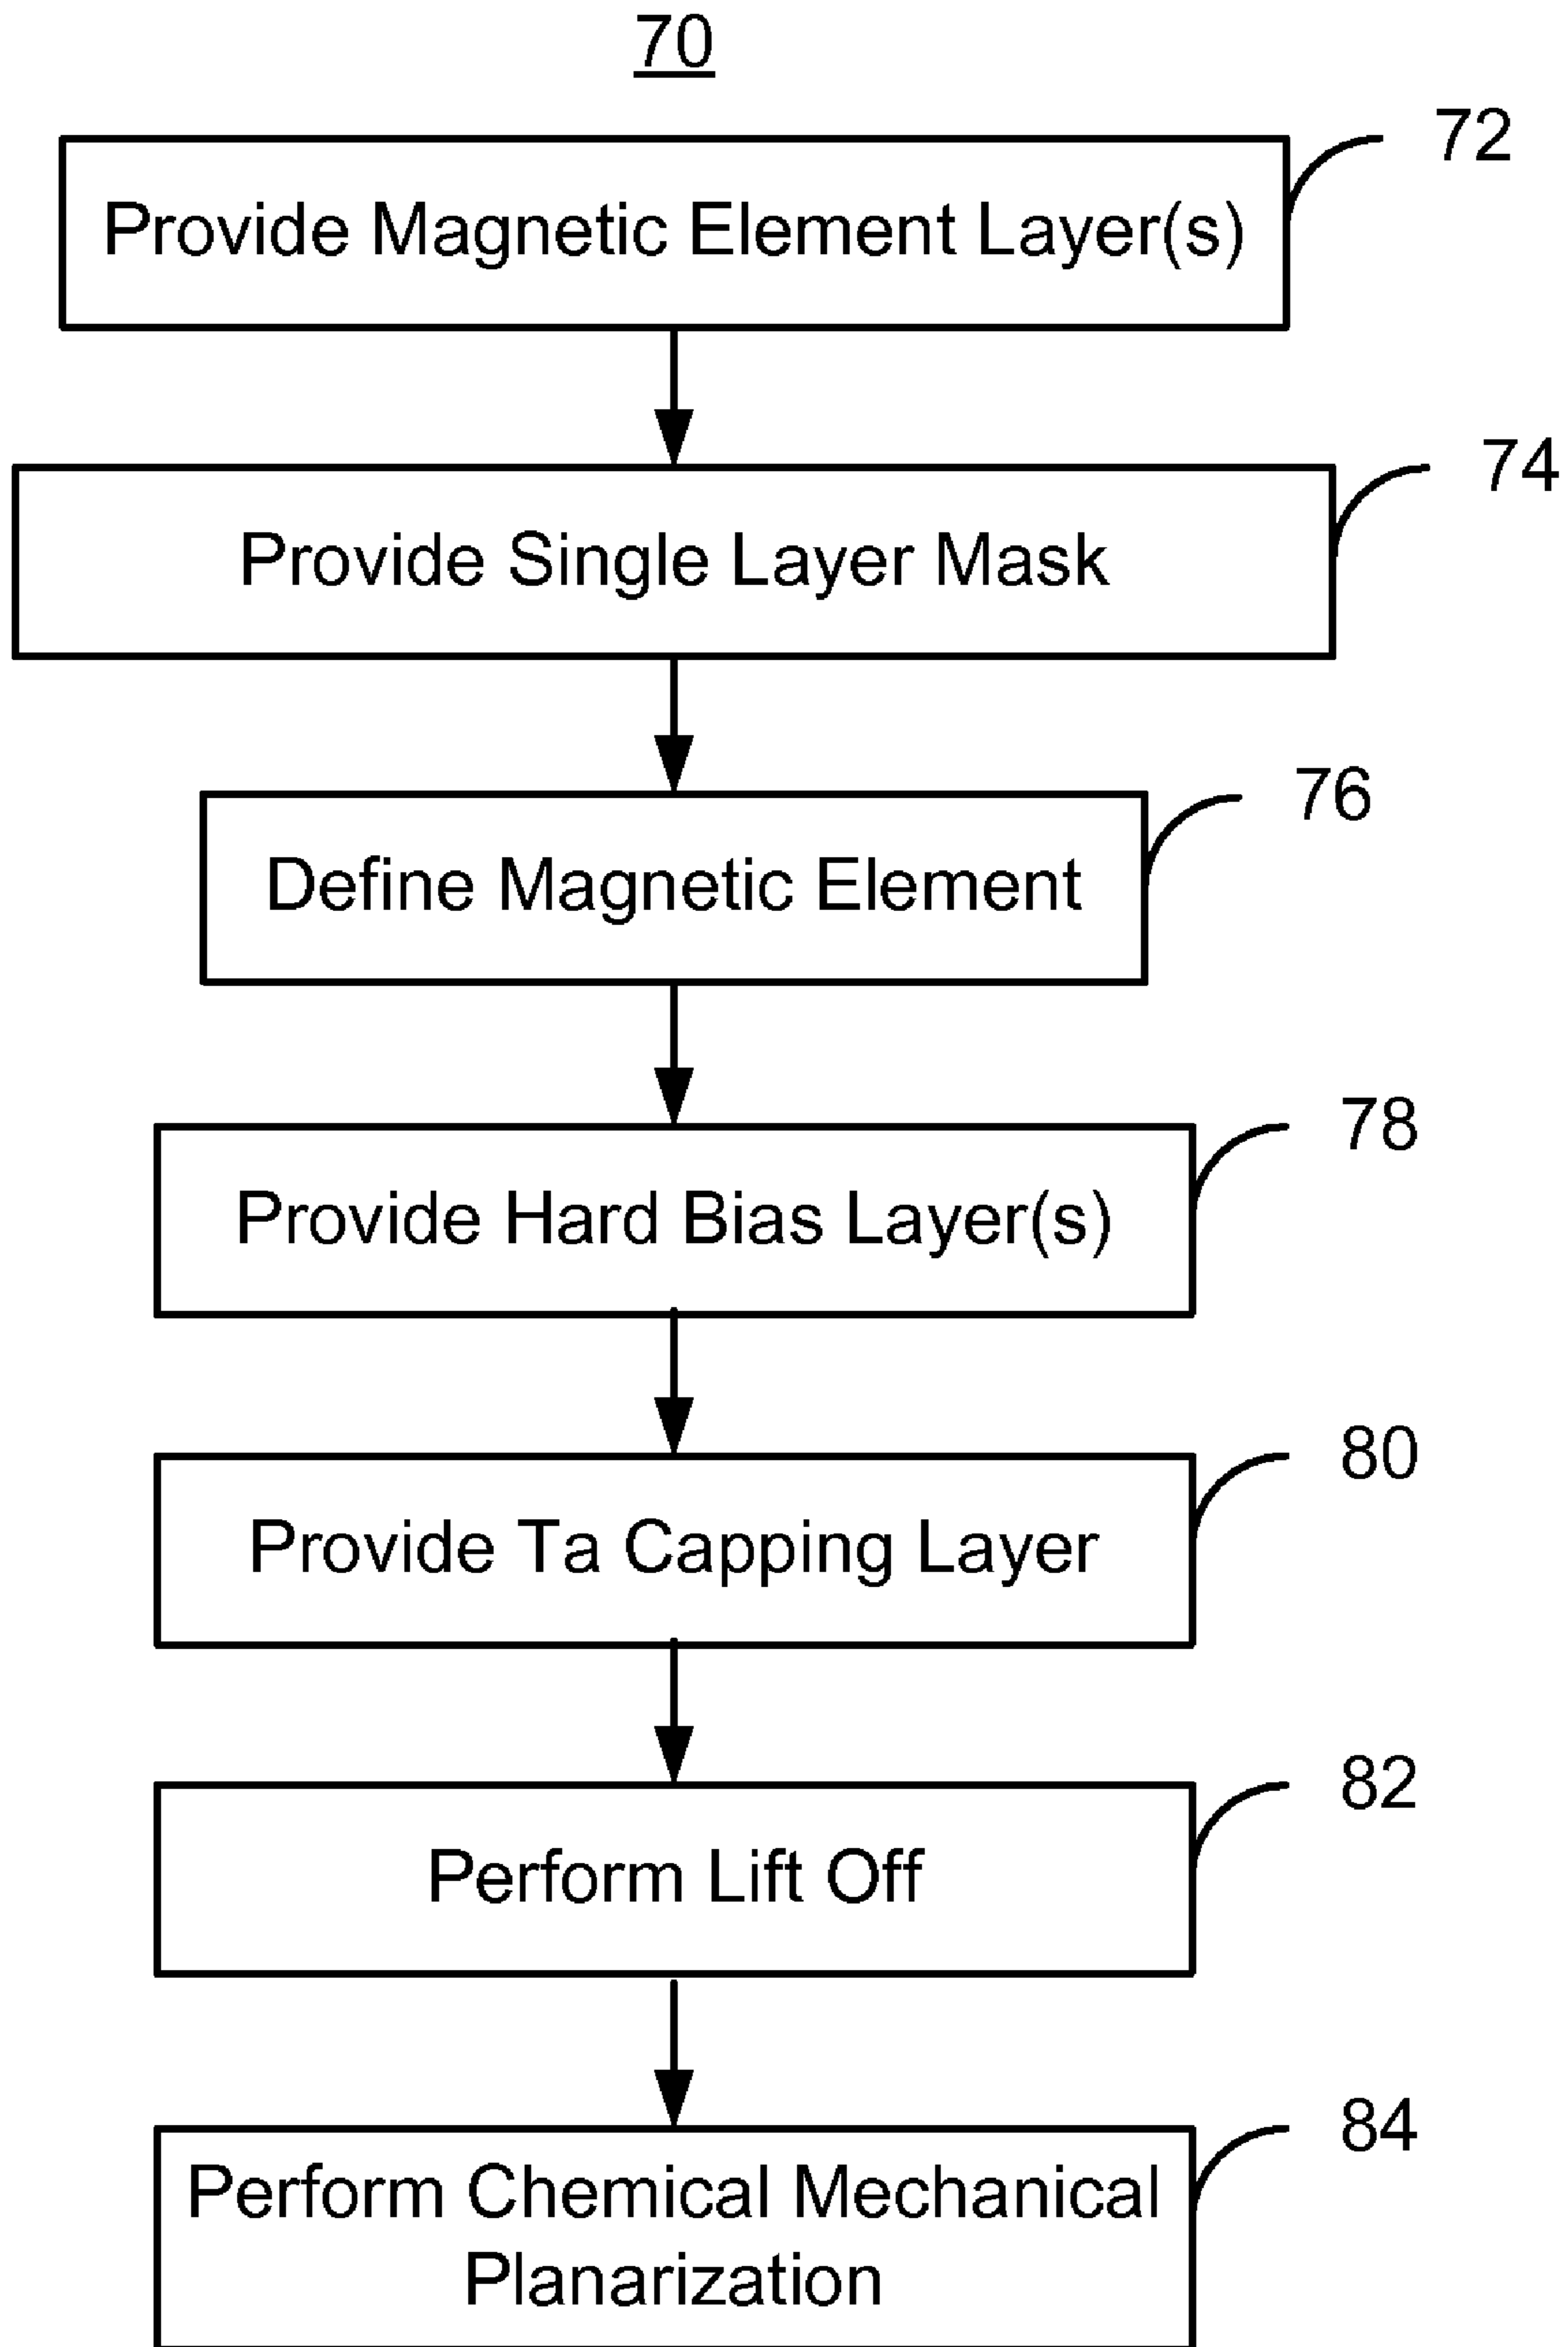 70
72
Provide Magnetic Element Layer(s)
74
Provide Single Layer Mask
76
Define Magnetic Element
78
Provide Hard Bias Layer(s)
80
Provide Ta Capping Layer
82
Perform Lift Off
84
Perform Chemical Mechanical
Planarization